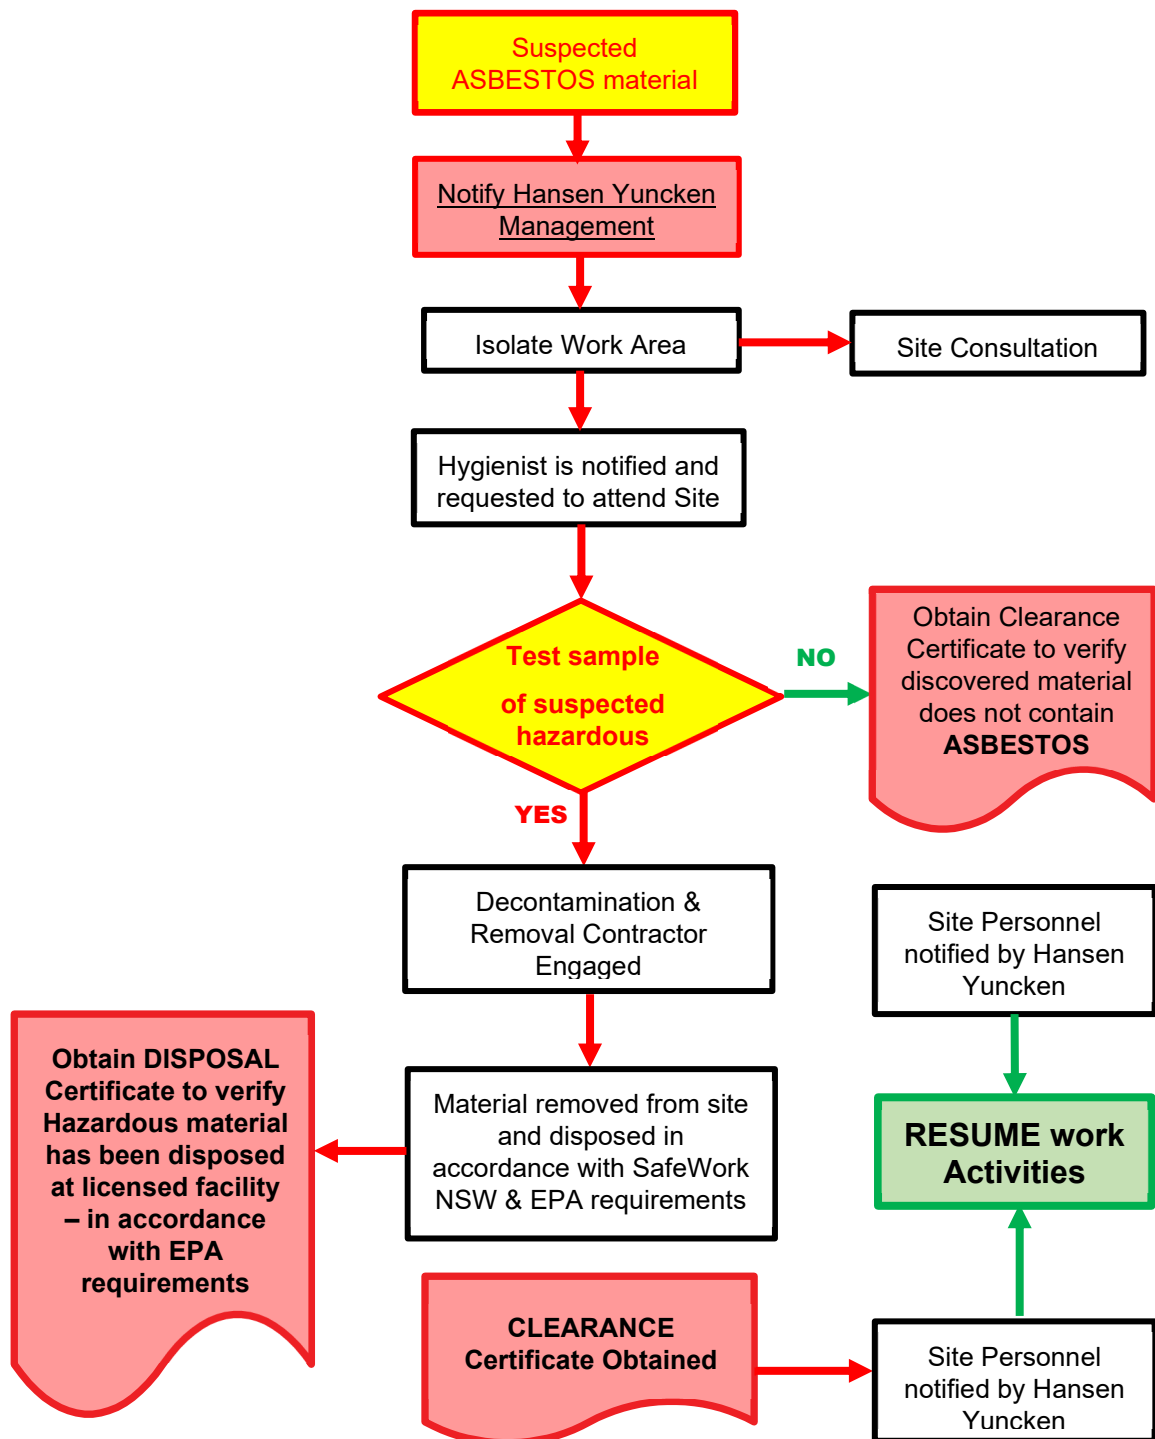 Suspected
ASBESTOS material
Notify Hansen Yuncken
Management
Isolate Work Area
Site Consultation
Hygienist is notified and
requested to attend Site
Test sample
of suspected
hazardous
NO
Obtain Clearance
Certificate to verify
discovered material
does not contain
ASBESTOS
YES
Decontamination &
Removal Contractor
Engaged
Site Personnel
notified by Hansen
Yuncken
Obtain DISPOSAL
Certificate to verify
Hazardous material
has been disposed
at licensed facility
– in accordance
with EPA
requirements
Material removed from site
and disposed in
accordance with SafeWork
NSW & EPA requirements
RESUME work
Activities
CLEARANCE
Certificate Obtained
Site Personnel
notified by Hansen
Yuncken